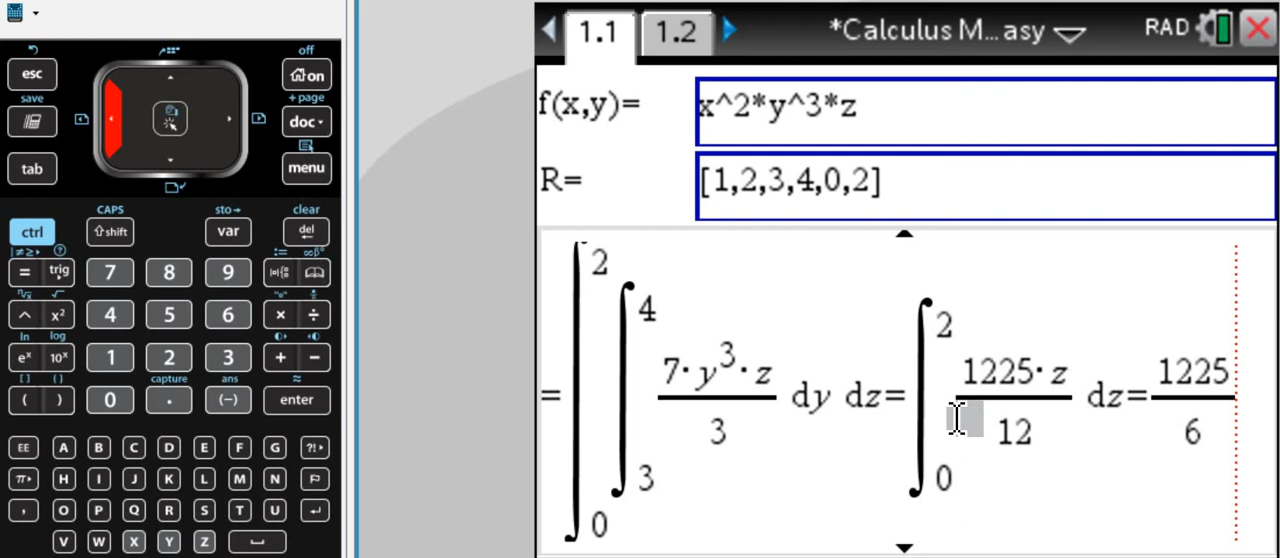 1.1 1.2 *Calculus M...asy RAD
f(x,y)= x^2*y^3*z
R= [1,2,3,4,0,2]
= ∫₀² ∫₃⁴ (7·y³·z)/3 dy dz= ∫₀² (1225·z)/12 dz= 1225/6
off
esc on
save + page
doc
tab menu
CAPS sto→ clear
ctrl ⇧shift var del
|≠≥▸ ? := ∞β°
= trig 7 8 9
ⁿ√x √
^ x² 4 5 6 × ÷
ln log
eˣ 10ˣ 1 2 3 + −
[ ] { } capture ans ≈
( ) 0 . (−) enter
EE A B C D E F G ?!▸
π▸ H I J K L M N
, O P Q R S T U ↵
V W X Y Z